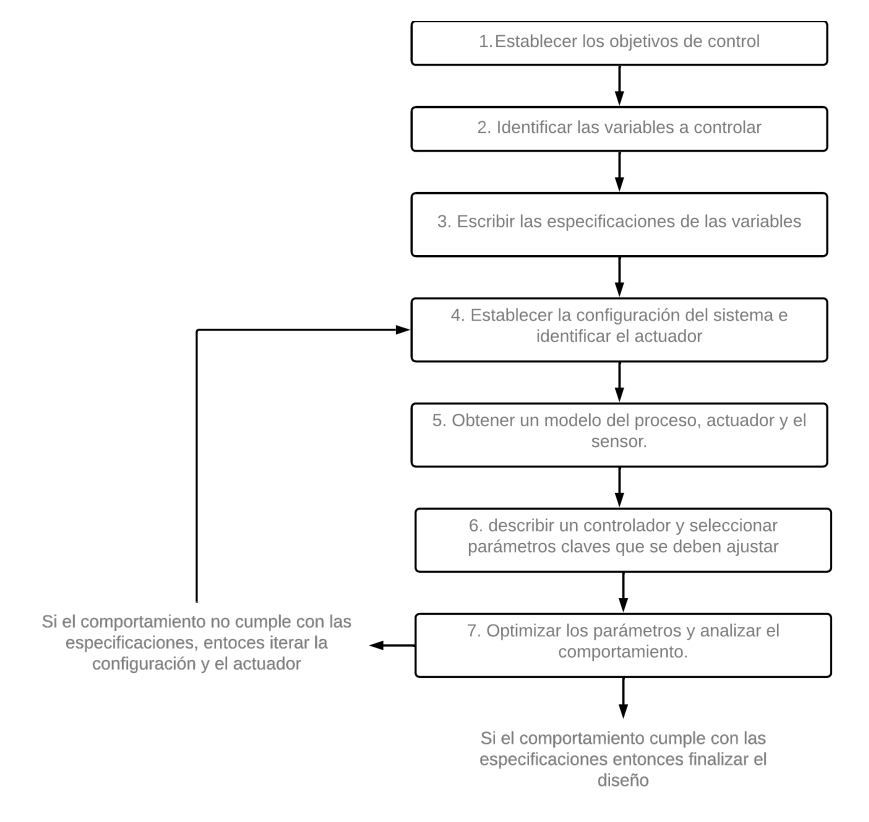 1.Establecer los objetivos de control
2. Identificar las variables a controlar
3. Escribir las especificaciones de las variables
4. Establecer la configuración del sistema e
identificar el actuador
5. Obtener un modelo del proceso, actuador y el
sensor.
6. describir un controlador y seleccionar
parámetros claves que se deben ajustar
7. Optimizar los parámetros y analizar el
comportamiento.
Si el comportamiento no cumple con las
especificaciones, entoces iterar la
configuración y el actuador
Si el comportamiento cumple con las
especificaciones entonces finalizar el
diseño